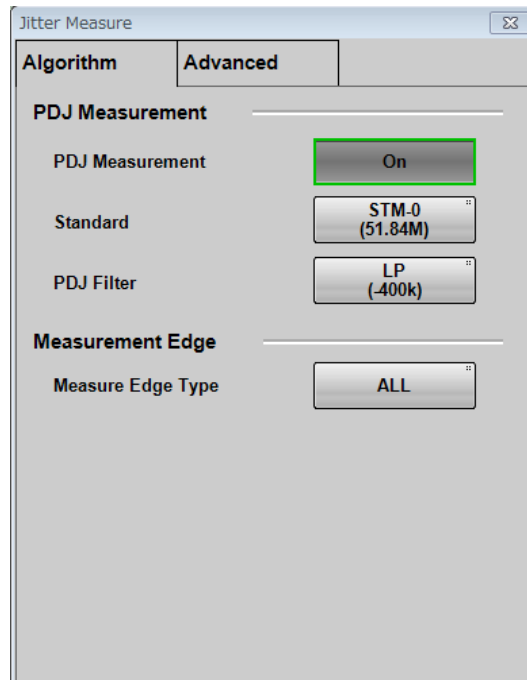 Jitter Measure
Algorithm Advanced
PDJ Measurement
PDJ Measurement On
Standard STM-0
(51.84M)
PDJ Filter LP
(-400k)
Measurement Edge
Measure Edge Type ALL